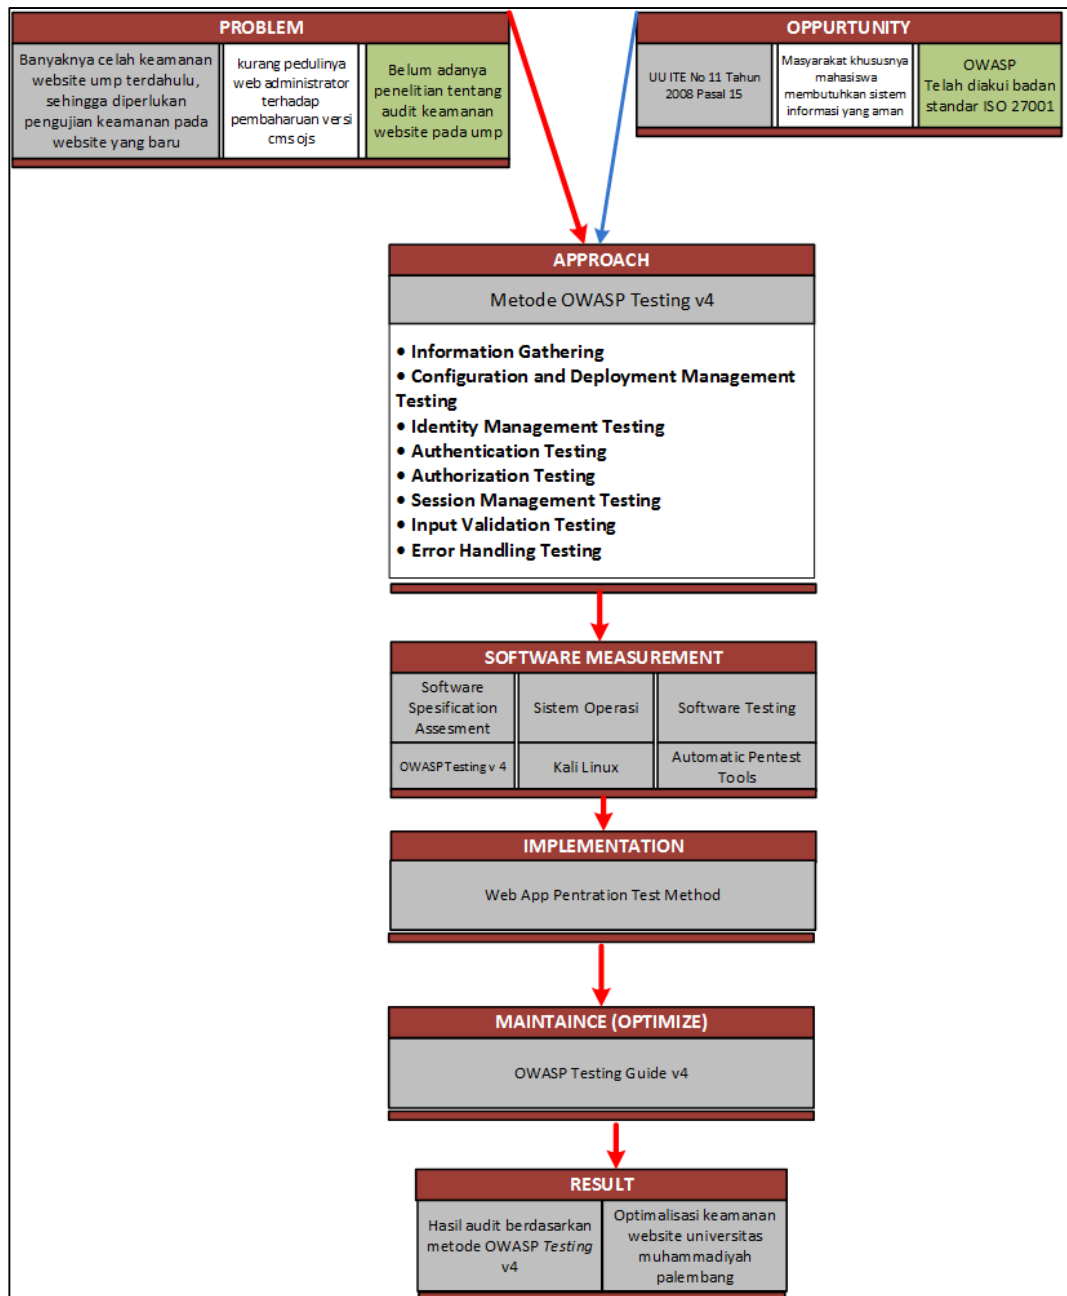 PROBLEM
Banyaknya celah keamanan
website ump terdahulu,
sehingga diperlukan
pengujian keamanan pada
website yang baru
kurang pedulinya
web administrator
terhadap
pembaharuan versi
cms ojs
Belum adanya
penelitian tentang
audit keamanan
website pada ump
OPPURTUNITY
UU ITE No 11 Tahun
2008 Pasal 15
Masyarakat khususnya
mahasiswa
membutuhkan sistem
informasi yang aman
OWASP
Telah diakui badan
standar ISO 27001
APPROACH
Metode OWASP Testing v4
• Information Gathering
• Configuration and Deployment Management
Testing
• Identity Management Testing
• Authentication Testing
• Authorization Testing
• Session Management Testing
• Input Validation Testing
• Error Handling Testing
SOFTWARE MEASUREMENT
Software
Spesification
Assesment
Sistem Operasi
Software Testing
OWASP Testing v 4
Kali Linux
Automatic Pentest
Tools
IMPLEMENTATION
Web App Pentration Test Method
MAINTAINCE (OPTIMIZE)
OWASP Testing Guide v4
RESULT
Hasil audit berdasarkan
metode OWASP Testing
v4
Optimalisasi keamanan
website universitas
muhammadiyah
palembang